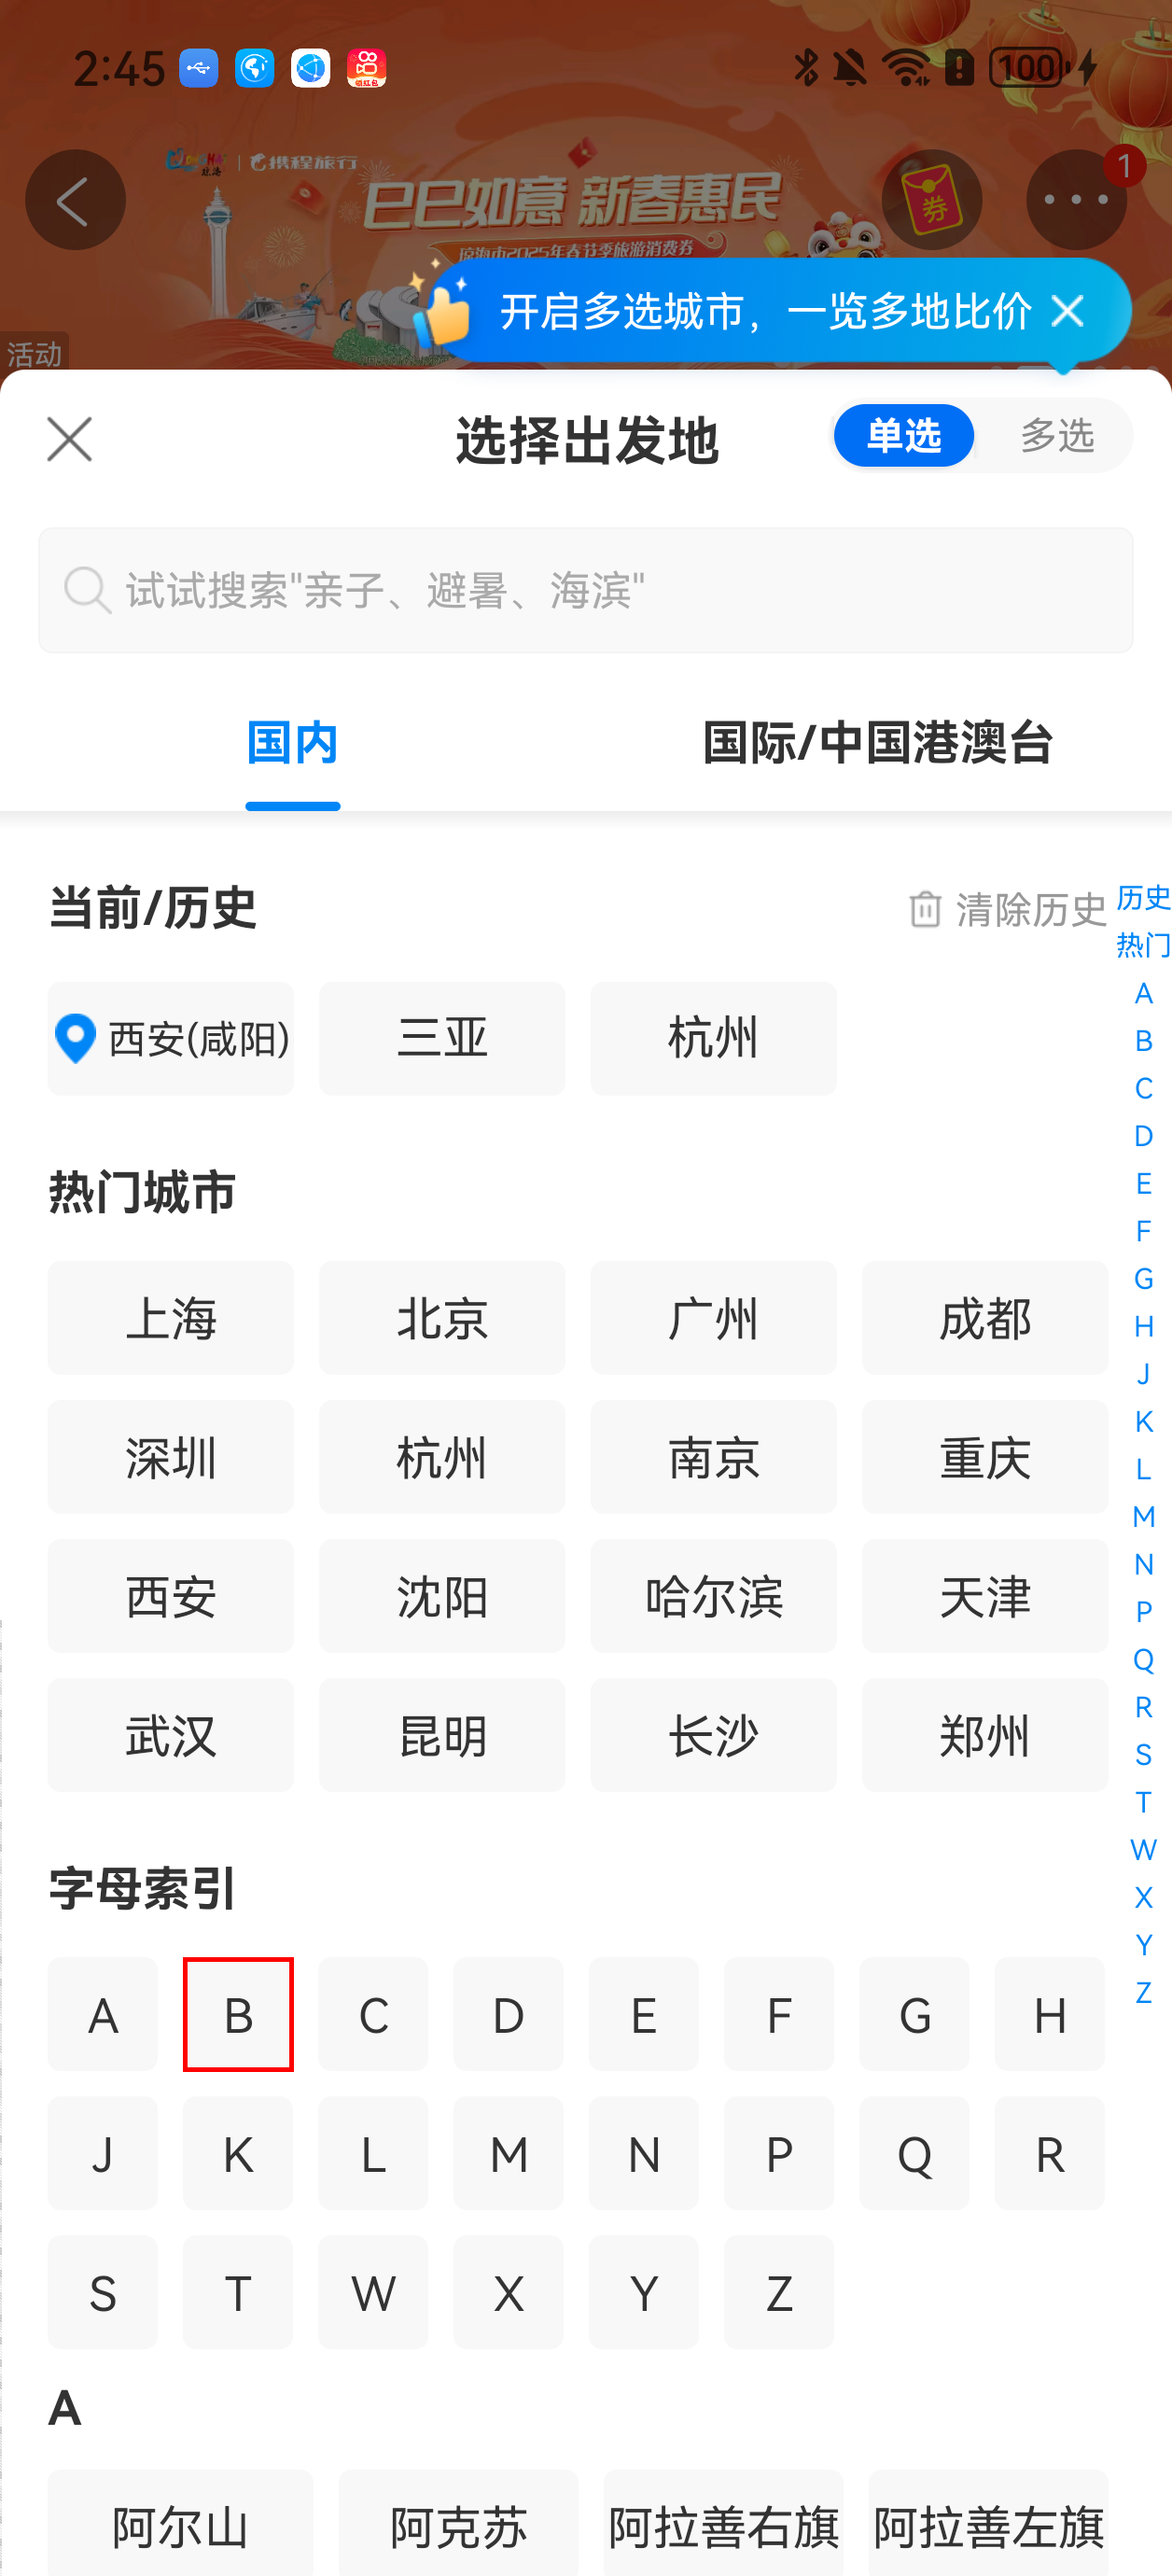 2:45
100
领红包
携程旅行
巳巳如意 新春惠民
珠海市2025年春节季旅游消费券
券
1
活动
开启多选城市，一览多地比价
选择出发地
单选
多选
试试搜索"亲子、避暑、海滨"
国内
国际/中国港澳台
当前/历史
清除历史
西安(咸阳)
三亚
杭州
热门城市
上海
北京
广州
成都
深圳
杭州
南京
重庆
西安
沈阳
哈尔滨
天津
武汉
昆明
长沙
郑州
字母索引
A
B
C
D
E
F
G
H
J
K
L
M
N
P
Q
R
S
T
W
X
Y
Z
A
阿尔山
阿克苏
阿拉善右旗
阿拉善左旗
历史
热门
A
B
C
D
E
F
G
H
J
K
L
M
N
P
Q
R
S
T
W
X
Y
Z